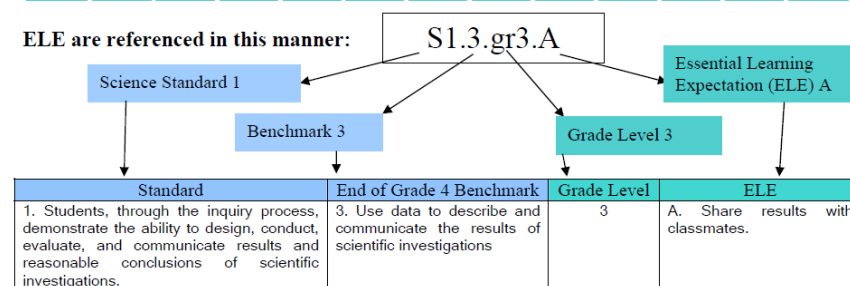 ELE are referenced in this manner:
S1.3.gr3.A
Science Standard 1
Essential Learning
Expectation (ELE) A
Benchmark 3
Grade Level 3
Standard
End of Grade 4 Benchmark
Grade Level
ELE
1. Students, through the inquiry process,
demonstrate the ability to design, conduct,
evaluate, and communicate results and
reasonable conclusions of scientific
investigations.
3. Use data to describe and
communicate the results of
scientific investigations
3
A. Share results with
classmates.